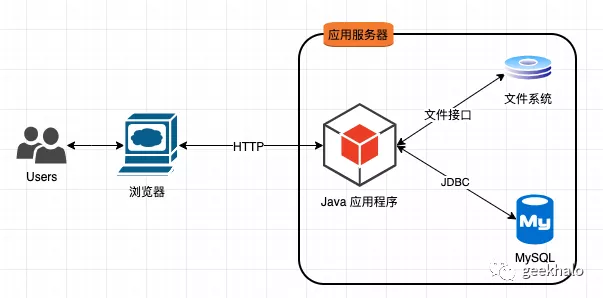 应用服务器
文件系统
文件接口
HTTP
Users
浏览器
Java 应用程序
JDBC
My
MySQL
geekhalo